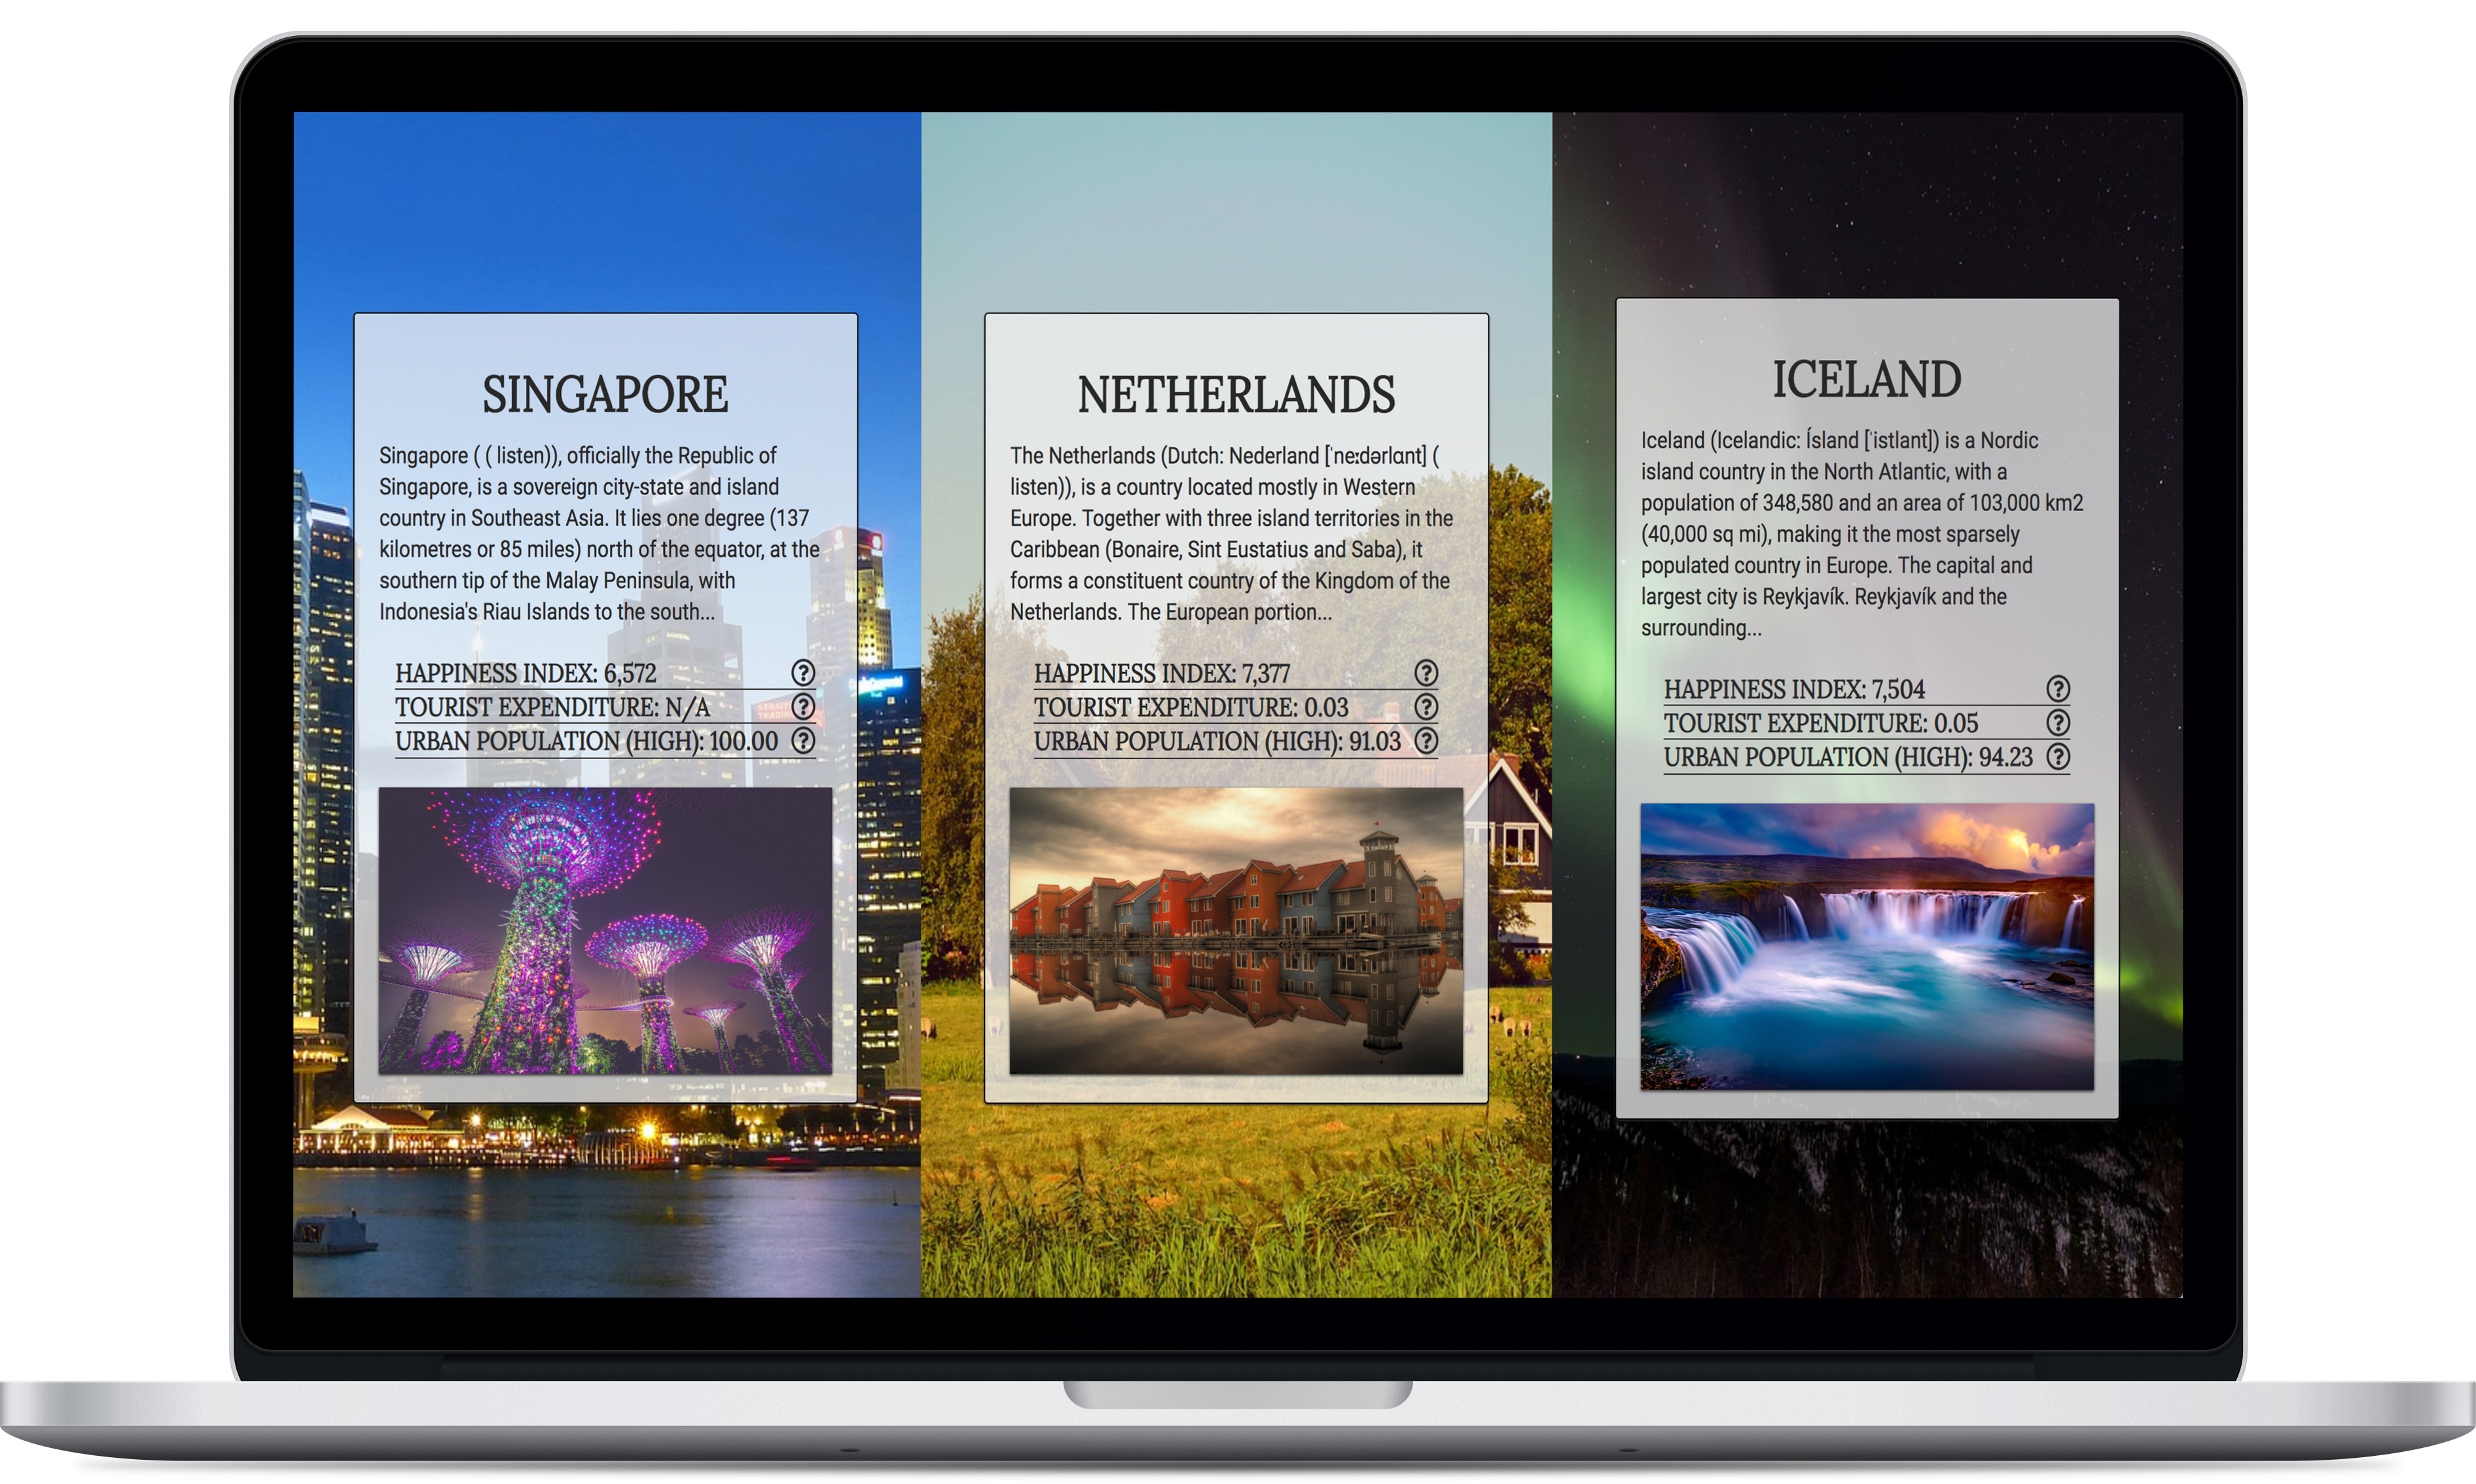 SINGAPORE
Singapore ( ( listen)), officially the Republic of
Singapore, is a sovereign city-state and island
country in Southeast Asia. It lies one degree (137
kilometres or 85 miles) north of the equator, at the
southern tip of the Malay Peninsula, with
Indonesia's Riau Islands to the south...
HAPPINESS INDEX: 6,572
TOURIST EXPENDITURE: N/A
URBAN POPULATION (HIGH): 100.00
NETHERLANDS
The Netherlands (Dutch: Nederland [ˈneːdərlɑnt] (
listen)), is a country located mostly in Western
Europe. Together with three island territories in the
Caribbean (Bonaire, Sint Eustatius and Saba), it
forms a constituent country of the Kingdom of the
Netherlands. The European portion...
HAPPINESS INDEX: 7,377
TOURIST EXPENDITURE: 0.03
URBAN POPULATION (HIGH): 91.03
ICELAND
Iceland (Icelandic: Ísland [ˈistlant]) is a Nordic
island country in the North Atlantic, with a
population of 348,580 and an area of 103,000 km2
(40,000 sq mi), making it the most sparsely
populated country in Europe. The capital and
largest city is Reykjavík. Reykjavík and the
surrounding...
HAPPINESS INDEX: 7,504
TOURIST EXPENDITURE: 0.05
URBAN POPULATION (HIGH): 94.23